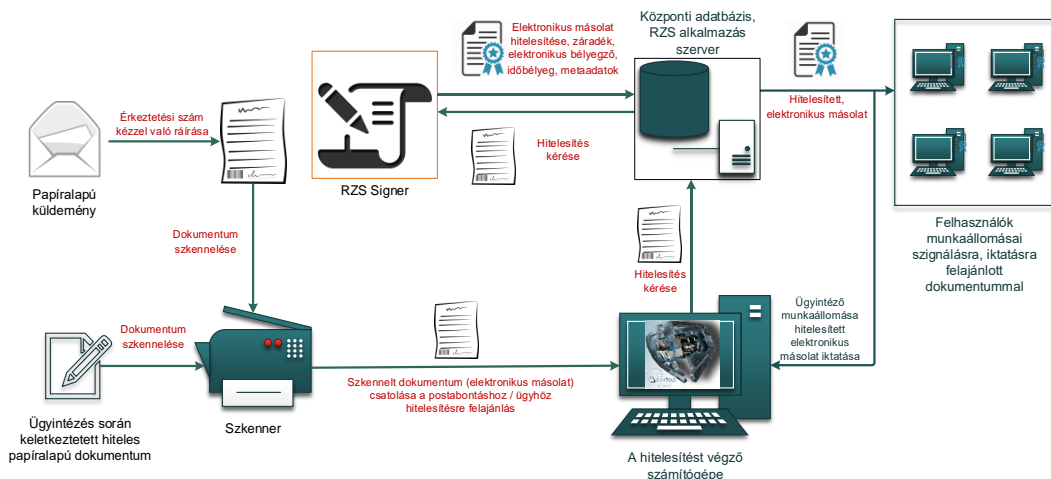 Elektronikus másolat
hitelesítése, záradék,
elektronikus bélyegző,
időbélyeg, metaadatok
Központi adatbázis,
RZS alkalmazás
szerver
Érkeztetési szám
kézzel való ráírása
Hitelesítés
kérése
Hitelesített,
elektronikus másolat
Papíralapú
küldemény
RZS Signer
Felhasználók
munkaállomásai
szignálásra, iktatásra
felajánlott
dokumentummal
Dokumentum
szkennelése
Hitelesítés
kérése
Ügyintéző
munkaállomása
hitelesített
elektronikus
másolat iktatása
Dokumentum
szkennelése
Szkennelt dokumentum (elektronikus másolat)
csatolása a postabontáshoz / ügyhöz
hitelesítésre felajánlás
Ügyintézés során
keletkeztetett hiteles
papíralapú dokumentum
Szkenner
A hitelesítést végző
számítógépe